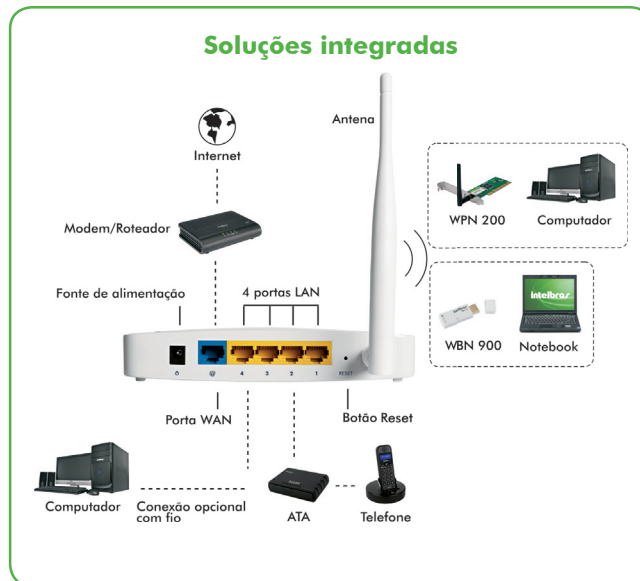 Soluções integradas
Antena
Internet
Modem/Roteador
WPN 200 Computador
Fonte de alimentação
4 portas LAN
intelbras
WBN 900 Notebook
@ 4 3 2 1 RESET
Porta WAN
Botão Reset
Computador
Conexão opcional
com fio
ATA
Telefone